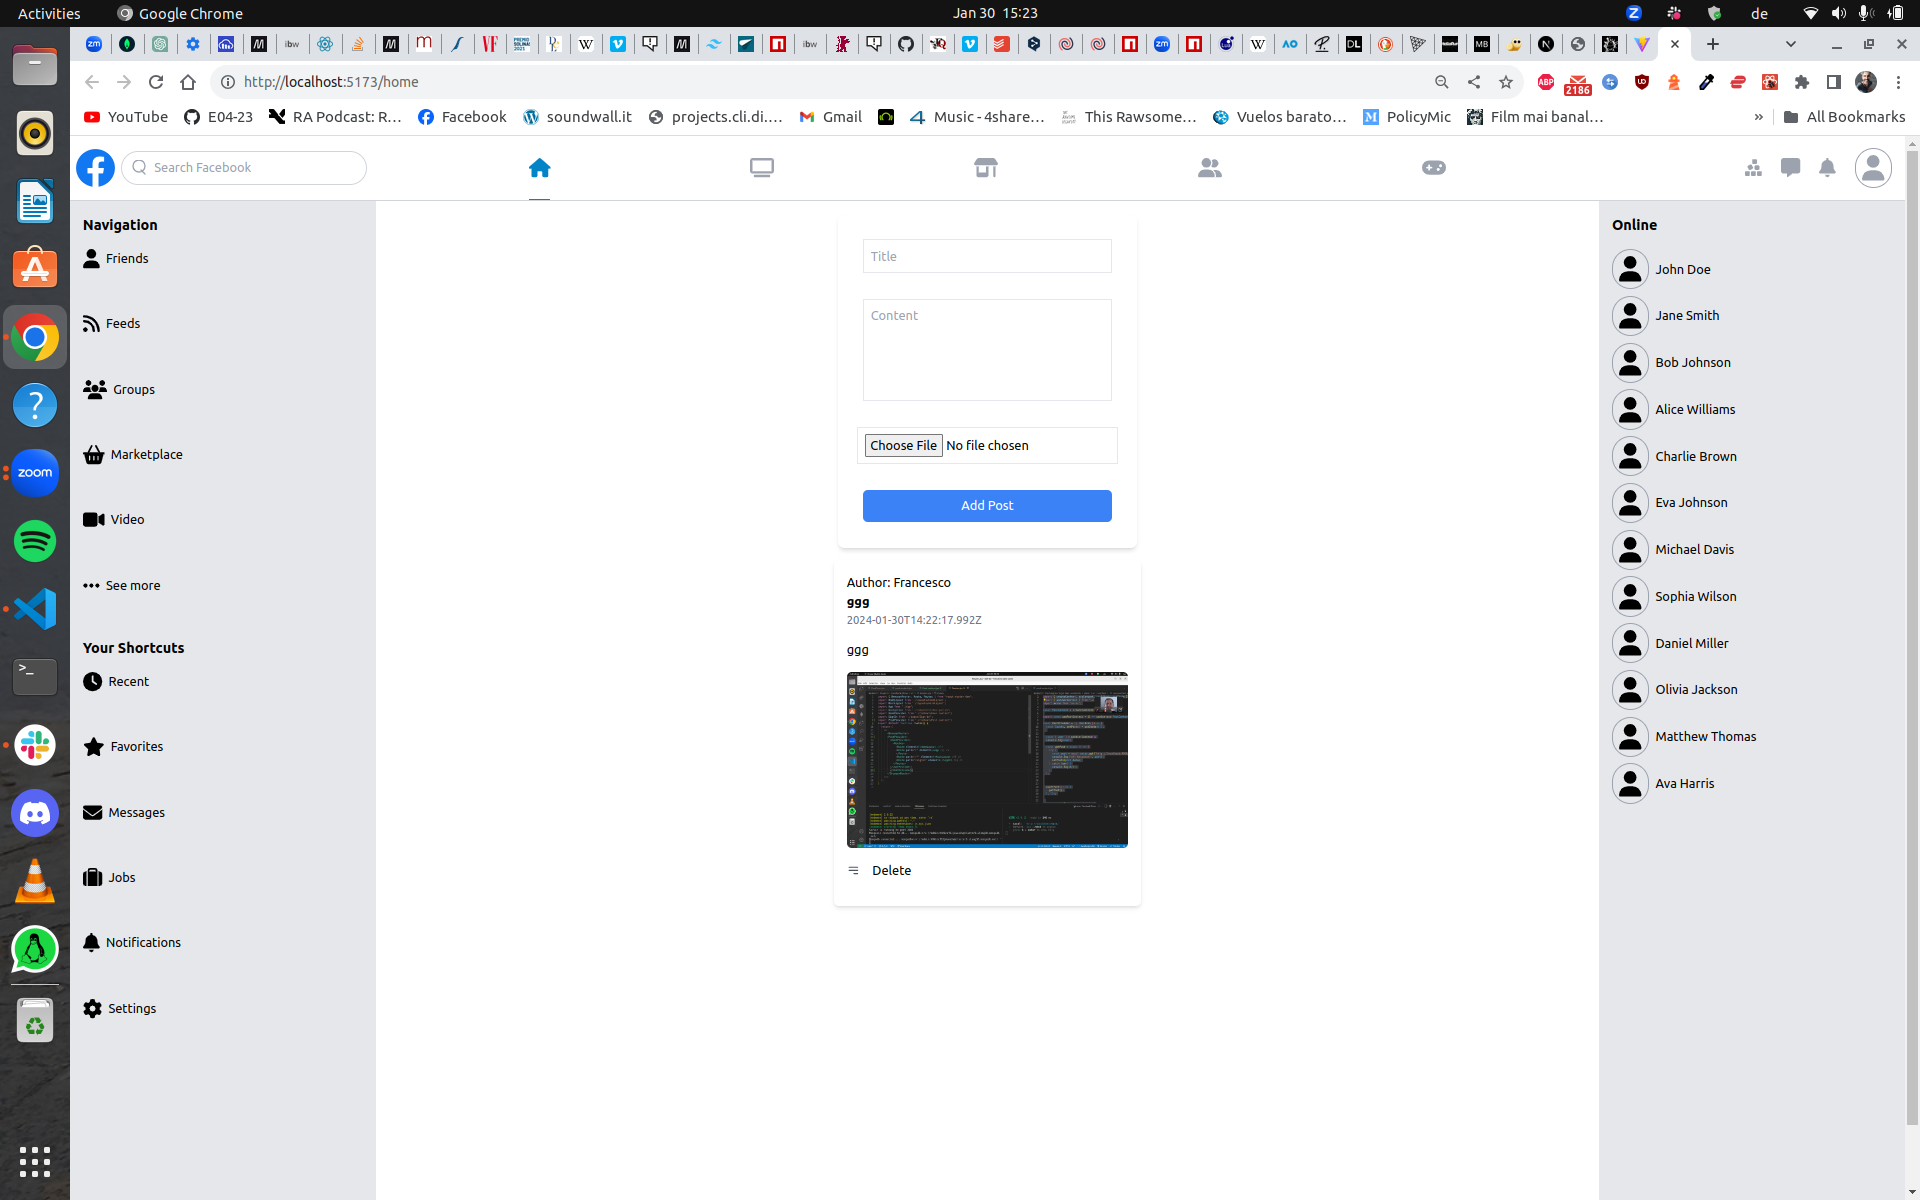 Activities
Google Chrome
Jan 30 15:23
de
http://localhost:5173/home
2186
YouTube
E04-23
RA Podcast: R...
Facebook
soundwall.it
projects.cli.di....
Gmail
Music - 4share...
This Rawsome...
Vuelos barato...
PolicyMic
Film mai banal...
»
All Bookmarks
Search Facebook
Navigation
Friends
Feeds
Groups
Marketplace
Video
See more
Your Shortcuts
Recent
Favorites
Messages
Jobs
Notifications
Settings
Title
Content
Choose File No file chosen
Add Post
Author: Francesco
ggg
2024-01-30T14:22:17.992Z
ggg
Delete
Online
John Doe
Jane Smith
Bob Johnson
Alice Williams
Charlie Brown
Eva Johnson
Michael Davis
Sophia Wilson
Daniel Miller
Olivia Jackson
Matthew Thomas
Ava Harris
zoom